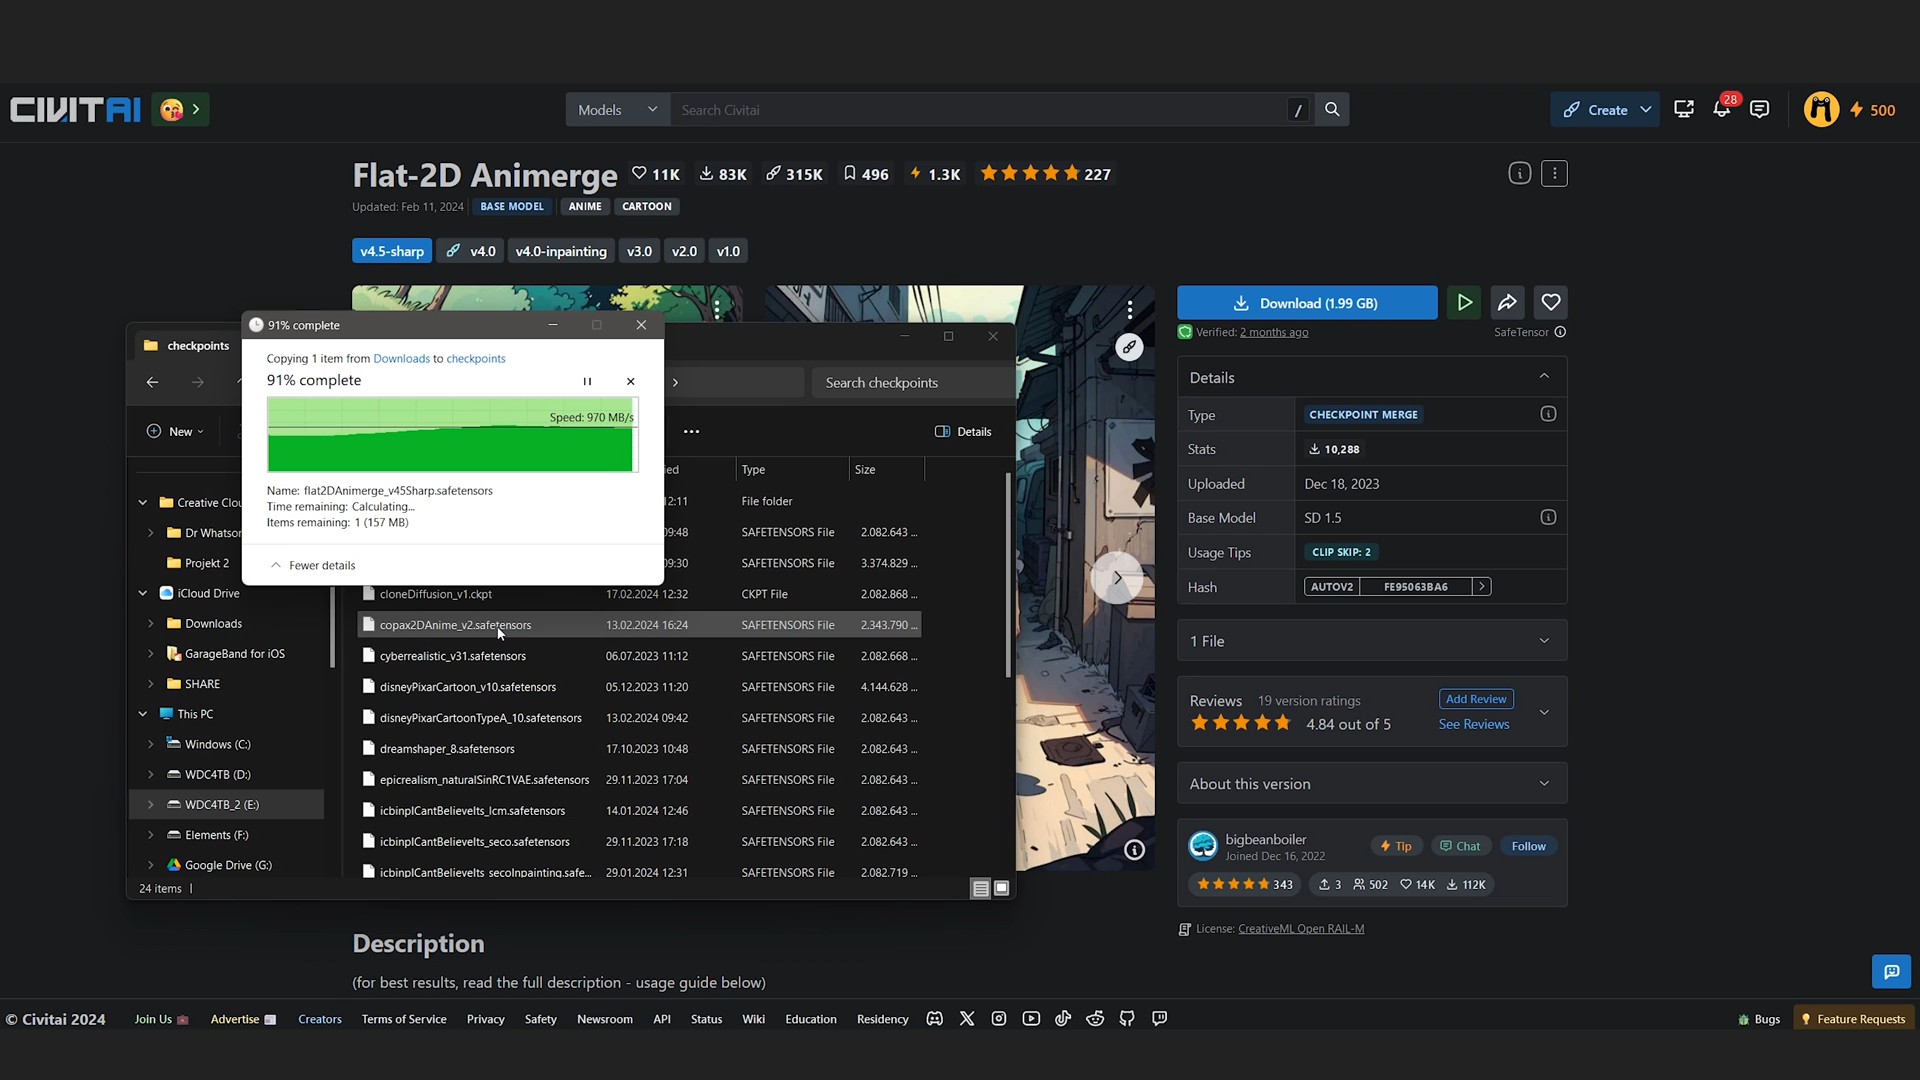 CIVITAI
Models
Search Civitai
/
Create
28
500
Flat-2D Animerge
11K
83K
315K
496
1.3K
227
Updated: Feb 11, 2024
BASE MODEL
ANIME
CARTOON
v4.5-sharp
v4.0
v4.0-inpainting
v3.0
v2.0
v1.0
Download (1.99 GB)
Verified: 2 months ago
SafeTensor
Details
Type
CHECKPOINT MERGE
Stats
10,288
Uploaded
Dec 18, 2023
Base Model
SD 1.5
Usage Tips
CLIP SKIP: 2
Hash
AUTOV2
FE95063BA6
1 File
Reviews
19 version ratings
Add Review
4.84 out of 5
See Reviews
About this version
bigbeanboiler
Joined Dec 16, 2022
Tip
Chat
Follow
343
3
502
14K
112K
License: CreativeML Open RAIL-M
91% complete
Copying 1 item from Downloads to checkpoints
91% complete
Speed: 970 MB/s
Name: flat2DAnimerge_v45Sharp.safetensors
Time remaining: Calculating...
Items remaining: 1 (157 MB)
Fewer details
checkpoints
Search checkpoints
New
Details
Type
Size
File folder
SAFETENSORS File 2.082.643 ...
SAFETENSORS File 3.374.829 ...
cloneDiffusion_v1.ckpt 17.02.2024 12:32 CKPT File 2.082.868 ...
copax2DAnime_v2.safetensors 13.02.2024 16:24 SAFETENSORS File 2.343.790 ...
cyberrealistic_v31.safetensors 06.07.2023 11:12 SAFETENSORS File 2.082.668 ...
disneyPixarCartoon_v10.safetensors 05.12.2023 11:20 SAFETENSORS File 4.144.628 ...
disneyPixarCartoonTypeA_10.safetensors 13.02.2024 09:42 SAFETENSORS File 2.082.643 ...
dreamshaper_8.safetensors 17.10.2023 10:48 SAFETENSORS File 2.082.643 ...
epicrealism_naturalSinRC1VAE.safetensors 29.11.2023 17:04 SAFETENSORS File 2.082.643 ...
icbinpICantBelieveIts_lcm.safetensors 14.01.2024 12:46 SAFETENSORS File 2.082.643 ...
icbinpICantBelieveIts_seco.safetensors 29.11.2023 17:18 SAFETENSORS File 2.082.643 ...
icbinpICantBelieveIts_secoInpainting.safe... 29.01.2024 12:31 SAFETENSORS File 2.082.719 ...
Creative Clou
Dr Whatson
Projekt 2
iCloud Drive
Downloads
GarageBand for iOS
SHARE
This PC
Windows (C:)
WDC4TB (D:)
WDC4TB_2 (E:)
Elements (F:)
Google Drive (G:)
24 items
Description
(for best results, read the full description - usage guide below)
© Civitai 2024
Join Us
Advertise
Creators
Terms of Service
Privacy
Safety
Newsroom
API
Status
Wiki
Education
Residency
Bugs
Feature Requests